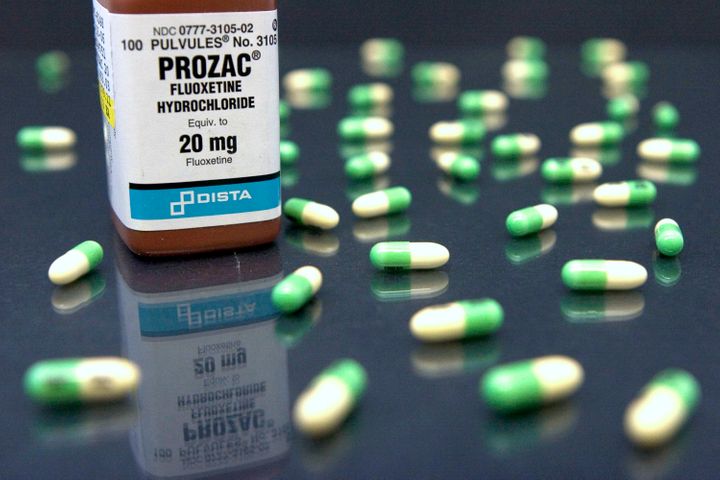 NDC 0777-3105-02
100 PULVULES® No. 3105
PROZAC®
FLUOXETINE
HYDROCHLORIDE
Equiv. to
20 mg
Fluoxetine
DISTA